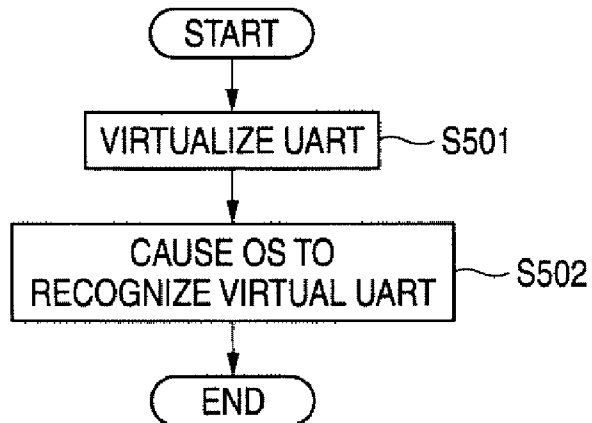 START
VIRTUALIZE UART
S501
CAUSE OS TO
RECOGNIZE VIRTUAL UART
S502
END